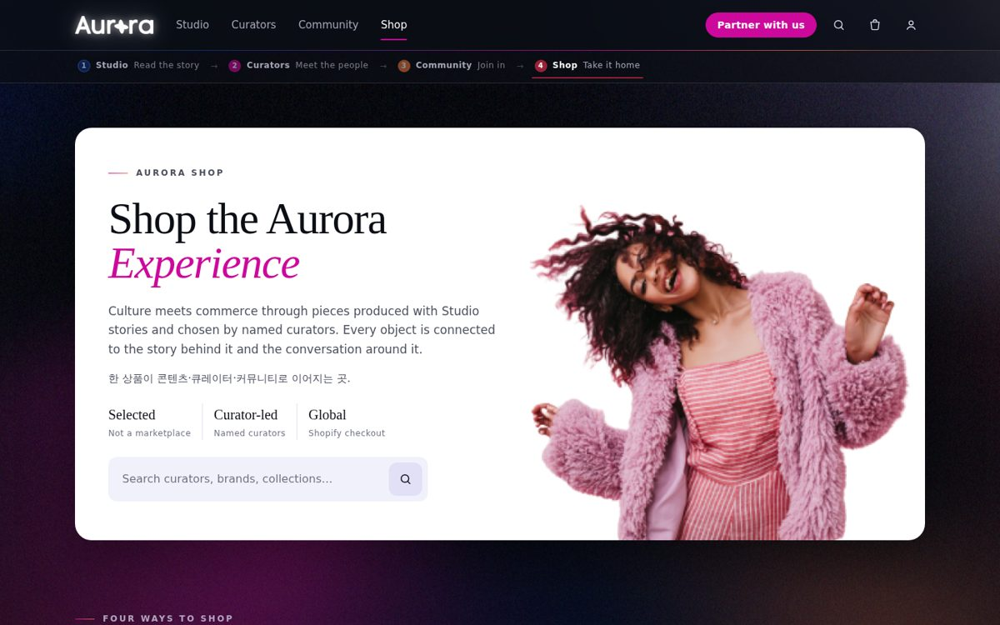 Aurora
Studio
Curators
Community
Shop
Partner with us
1 Studio Read the story →
2 Curators Meet the people →
3 Community Join in →
4 Shop Take it home
AURORA SHOP
Shop the Aurora
Experience
Culture meets commerce through pieces produced with Studio
stories and chosen by named curators. Every object is connected
to the story behind it and the conversation around it.
한 상품이 콘텐츠·큐레이터·커뮤니티로 이어지는 곳.
Selected
Not a marketplace
Curator-led
Named curators
Global
Shopify checkout
Search curators, brands, collections...
FOUR WAYS TO SHOP